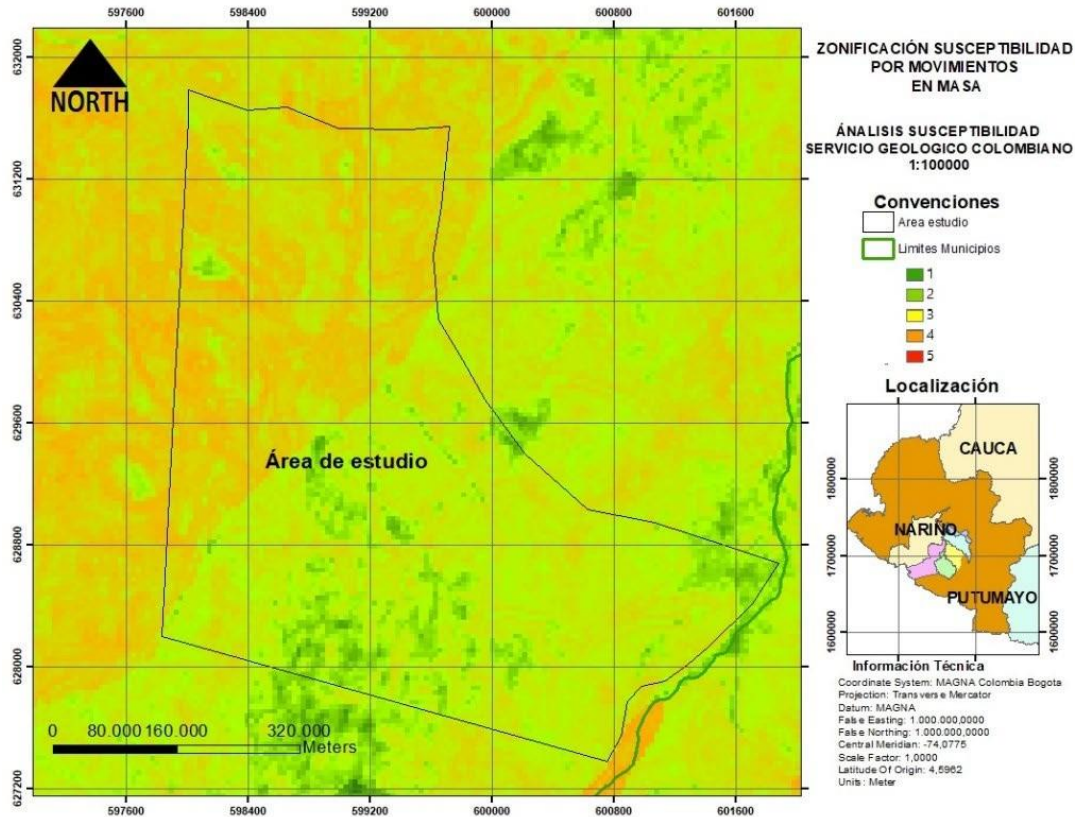 597600 598400 599200 600000 600800 601600
632000
631200
630400
629600
628800
628000
627200
NORTH
Área de estudio
0 80.000 160.000 320.000
Meters
597600 598400 599200 600000 600800 601600
ZONIFICACIÓN SUSCEPTIBILIDAD
POR MOVIMIENTOS
EN MASA
ÁNALISIS SUSCEPTIBILIDAD
SERVICIO GEOLOGICO COLOMBIANO
1:100000
Convenciones
Area estudio
Limites Municipios
1
2
3
4
5
Localización
1800000
1700000
1600000
1800000
1700000
1600000
CAUCA
NARIÑO
PUTUMAYO
Información Técnica
Coordinate System: MAGNA Colombia Bogota
Projection: Transverse Mercator
Datum: MAGNA
False Easting: 1.000.000,0000
False Northing: 1.000.000,0000
Central Meridian: -74,0775
Scale Factor: 1,0000
Latitude Of Origin: 4,5962
Units: Meter